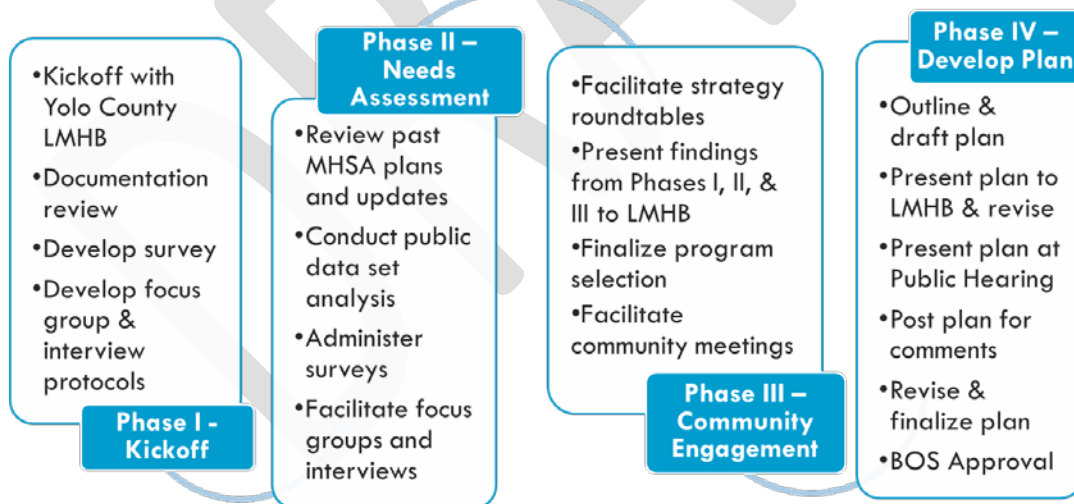 •Kickoff with
Yolo County
LMHB
•Documentation
review
•Develop survey
•Develop focus
group &
interview
protocols
Phase I -
Kickoff
Phase II –
Needs
Assessment
•Review past
MHSA plans
and updates
•Conduct public
data set
analysis
•Administer
surveys
•Facilitate focus
groups and
interviews
•Facilitate strategy
roundtables
•Present findings
from Phases I, II, &
III to LMHB
•Finalize program
selection
•Facilitate
community meetings
Phase III –
Community
Engagement
Phase IV –
Develop Plan
•Outline &
draft plan
•Present plan to
LMHB & revise
•Present plan at
Public Hearing
•Post plan for
comments
•Revise &
finalize plan
•BOS Approval